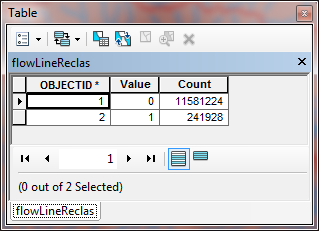 Table
flowLineReclas
OBJECTID * Value Count
1 0 11581224
2 1 241928
1
(0 out of 2 Selected)
flowLineReclas